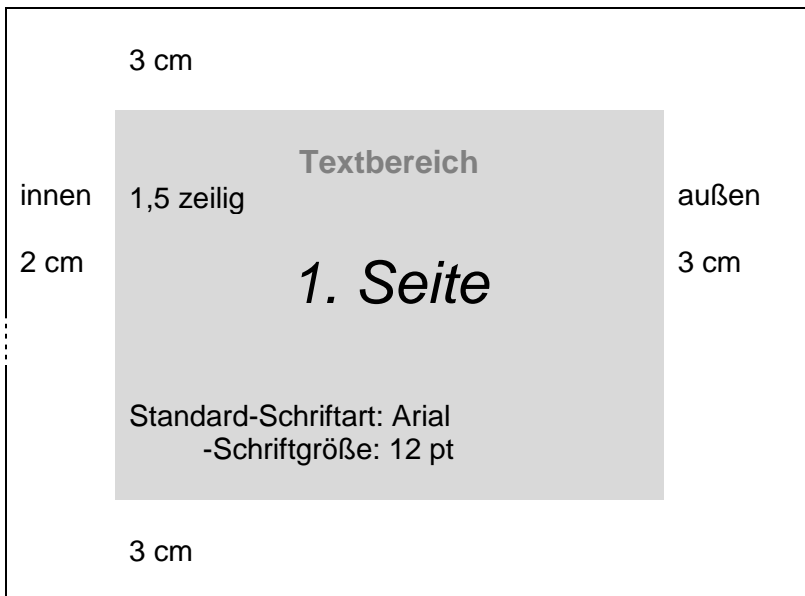 3 cm
Textbereich
innen
1,5 zeilig
außen
2 cm
1. Seite
3 cm
Standard-Schriftart: Arial
-Schriftgröße: 12 pt
3 cm